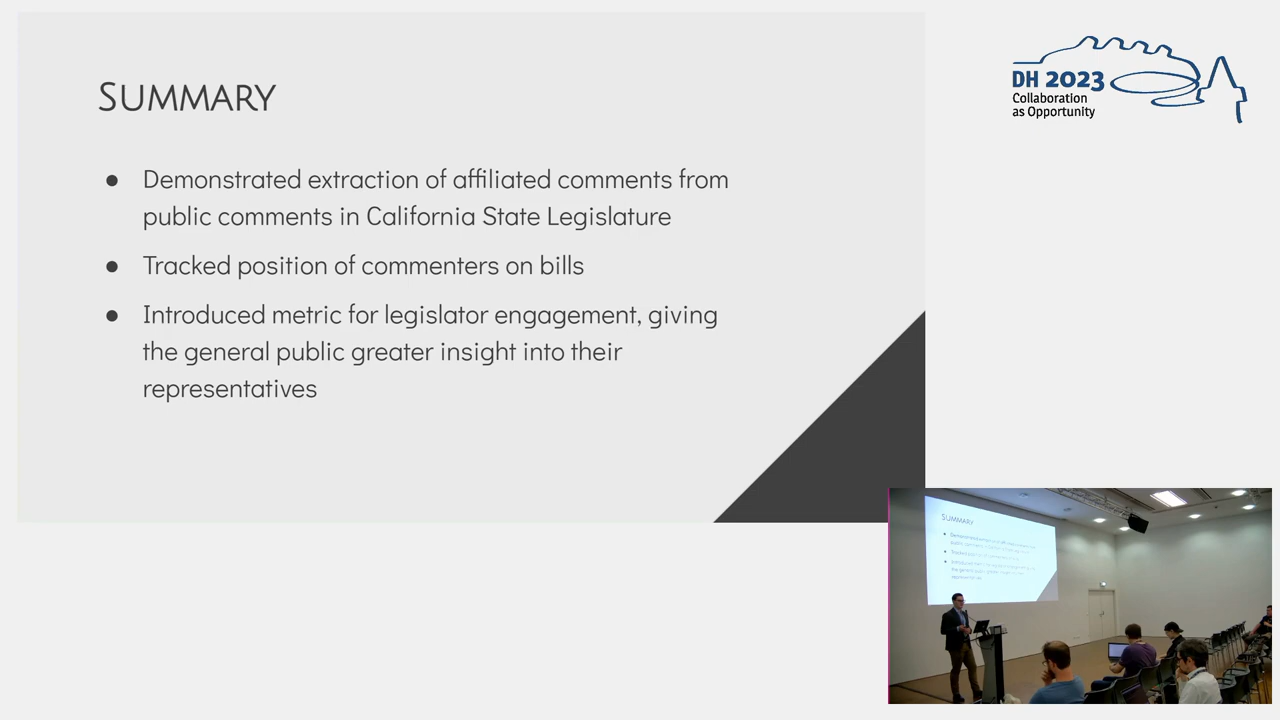 SUMMARY
● Demonstrated extraction of affiliated comments from
public comments in California State Legislature
● Tracked position of commenters on bills
● Introduced metric for legislator engagement, giving
the general public greater insight into their
representatives
DH 2023
Collaboration
as Opportunity
SUMMARY